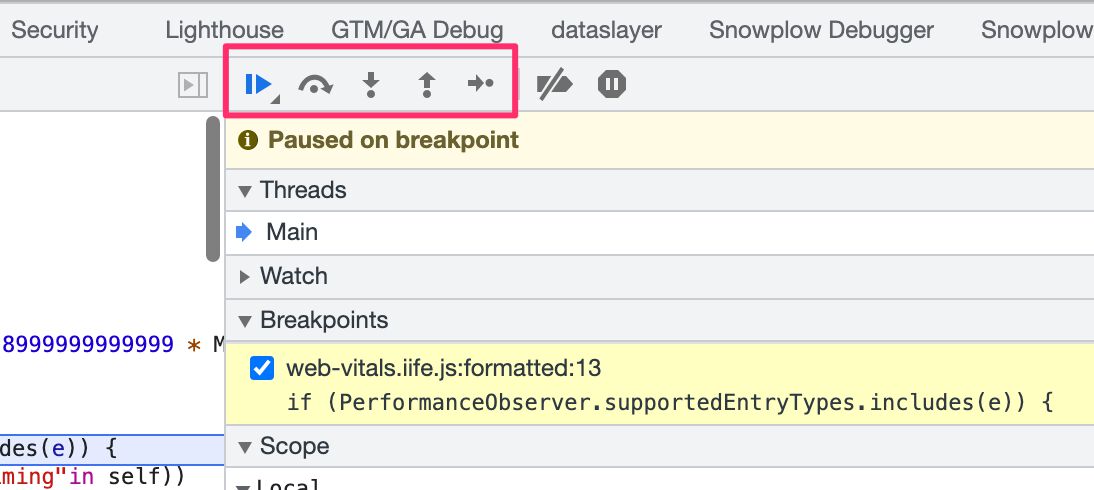 Security Lighthouse GTM/GA Debug dataslayer Snowplow Debugger Snowplow
Paused on breakpoint
Threads
Main
Watch
Breakpoints
8999999999999 * M
web-vitals.iife.js:formatted:13
if (PerformanceObserver.supportedEntryTypes.includes(e)) {
des(e)) {
Scope
ming"in self))
Local